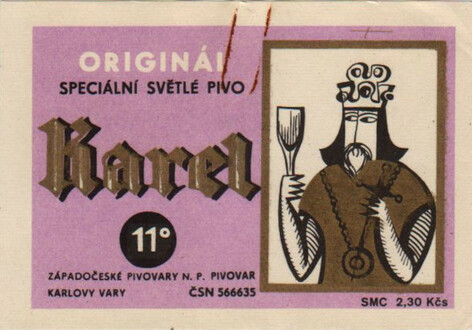 ORIGINÁL
SPECIÁLNÍ SVĚTLÉ PIVO
Karel
11°
ZÁPADOČESKÉ PIVOVARY N. P. PIVOVAR
KARLOVY VARY ČSN 566635
SMC 2,30 Kčs